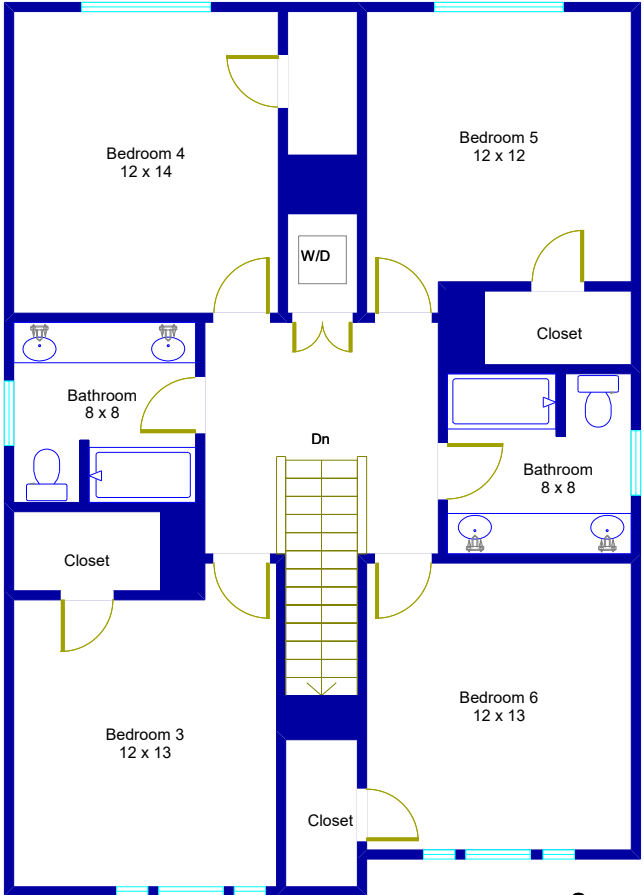 Bedroom 4
12 x 14
Bedroom 5
12 x 12
W/D
Closet
Bathroom
8 x 8
Dn
Bathroom
8 x 8
Closet
Bedroom 6
12 x 13
Bedroom 3
12 x 13
Closet